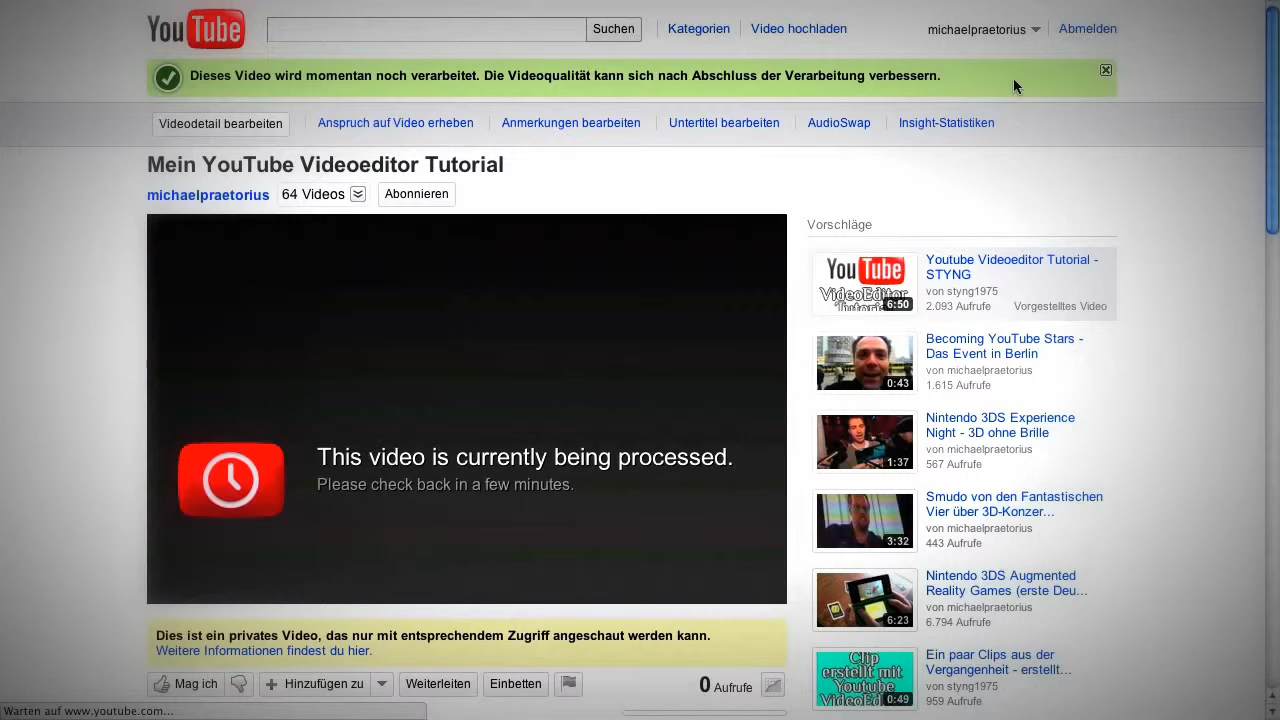 YouTube
Suchen
Kategorien
Video hochladen
michaelpraetorius
Abmelden
Dieses Video wird momentan noch verarbeitet. Die Videoqualität kann sich nach Abschluss der Verarbeitung verbessern.
Videodetail bearbeiten
Anspruch auf Video erheben
Anmerkungen bearbeiten
Untertitel bearbeiten
AudioSwap
Insight-Statistiken
Mein YouTube Videoeditor Tutorial
michaelpraetorius
64 Videos
Abonnieren
This video is currently being processed.
Please check back in a few minutes.
Dies ist ein privates Video, das nur mit entsprechendem Zugriff angeschaut werden kann.
Weitere Informationen findest du hier.
Mag ich
Hinzufügen zu
Weiterleiten
Einbetten
0 Aufrufe
Vorschläge
YouTube
VideoEditor
Tutorial
6:50
Youtube Videoeditor Tutorial -
STYNG
von styng1975
2.093 Aufrufe
Vorgestelltes Video
0:43
Becoming YouTube Stars -
Das Event in Berlin
von michaelpraetorius
1.615 Aufrufe
1:37
Nintendo 3DS Experience
Night - 3D ohne Brille
von michaelpraetorius
567 Aufrufe
3:32
Smudo von den Fantastischen
Vier über 3D-Konzer...
von michaelpraetorius
443 Aufrufe
6:23
Nintendo 3DS Augmented
Reality Games (erste Deu...
von michaelpraetorius
6.794 Aufrufe
Clip
erstellt mit
Youtube
0:49
Ein paar Clips aus der
Vergangenheit - erstellt...
von styng1975
959 Aufrufe
Warten auf www.youtube.com...